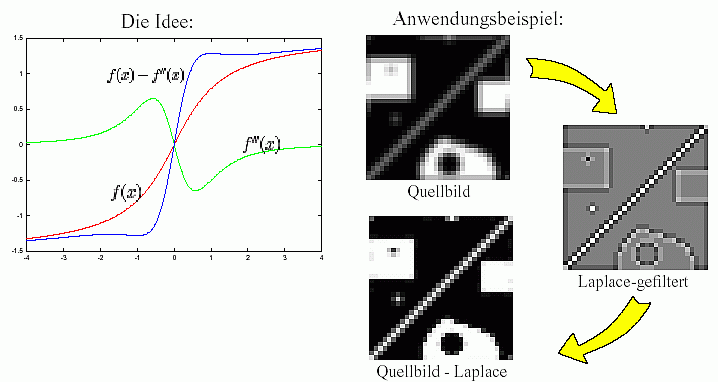 Die Idee:
1.5
1
0.5
0
-0.5
-1
-1.5
-4
-3
-2
-1
0
1
2
3
4
f(x) − f''(x)
f''(x)
f(x)
Anwendungsbeispiel:
Quellbild
Laplace-gefiltert
Quellbild - Laplace